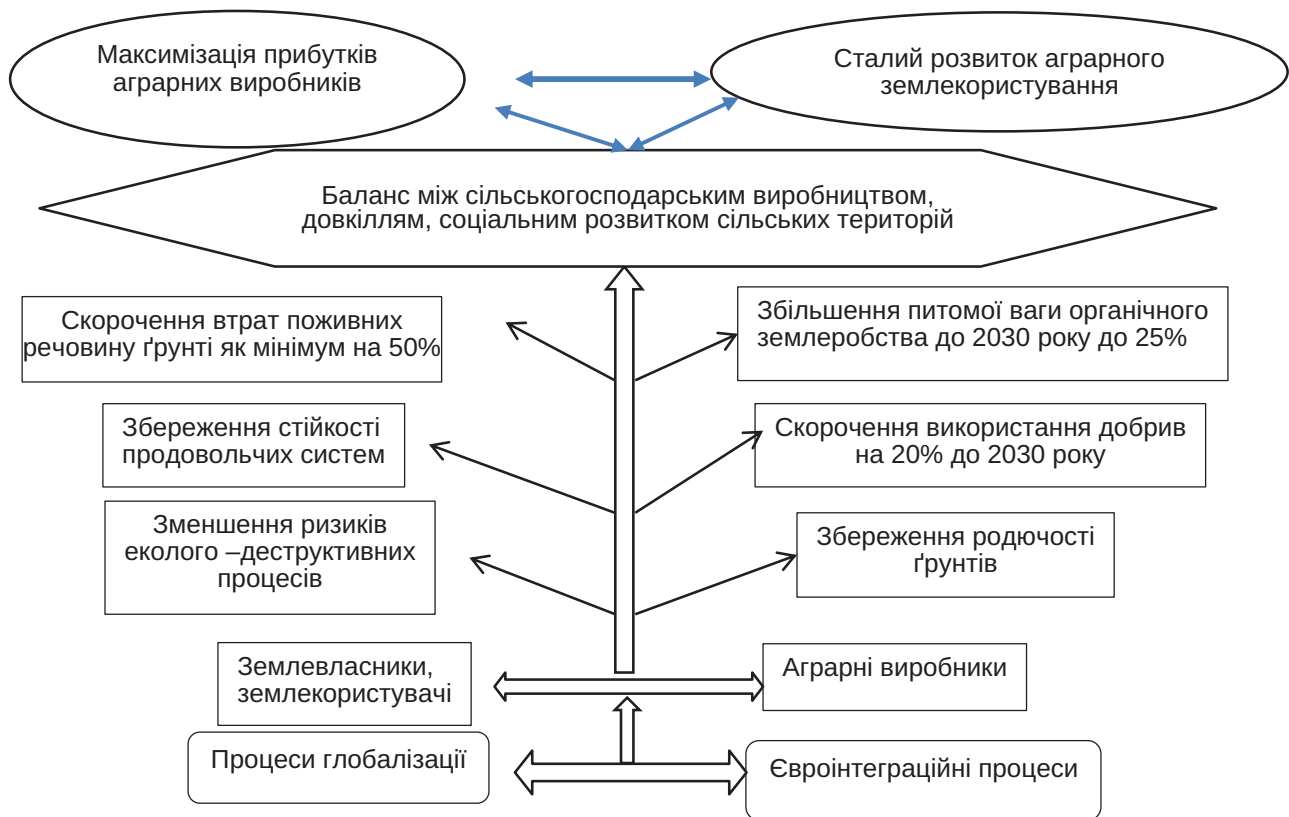 Максимізація прибутків
аграрних виробників
Сталий розвиток аграрного
землекористування
Баланс між сільськогосподарським виробництвом,
довкіллям, соціальним розвитком сільських територій
Скорочення втрат поживних
речовину ґрунті як мінімум на 50%
Збільшення питомої ваги органічного
землеробства до 2030 року до 25%
Збереження стійкості
продовольчих систем
Скорочення використання добрив
на 20% до 2030 року
Зменшення ризиків
еколого –деструктивних
процесів
Збереження родючості
ґрунтів
Землевласники,
землекористувачі
Аграрні виробники
Процеси глобалізації
Євроінтеграційні процеси